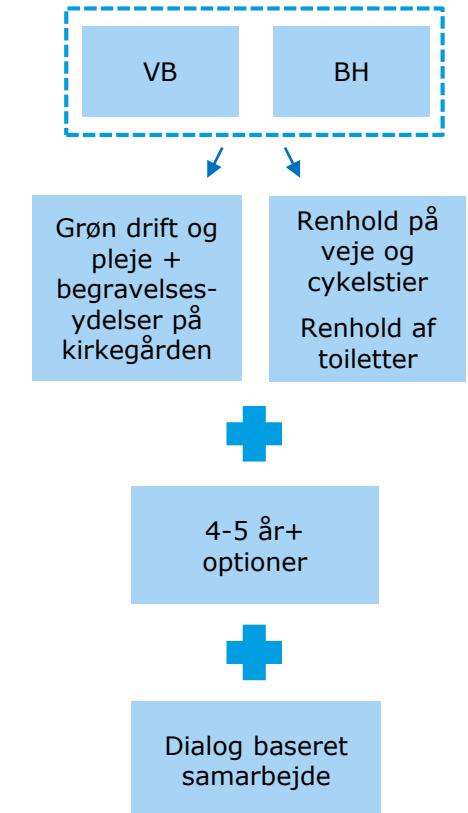 VB
BH
Grøn drift og
pleje +
begravelses-
ydelser på
kirkegården
Renhold på
veje og
cykelstier
Renhold af
toiletter
4-5 år+
optioner
Dialog baseret
samarbejde